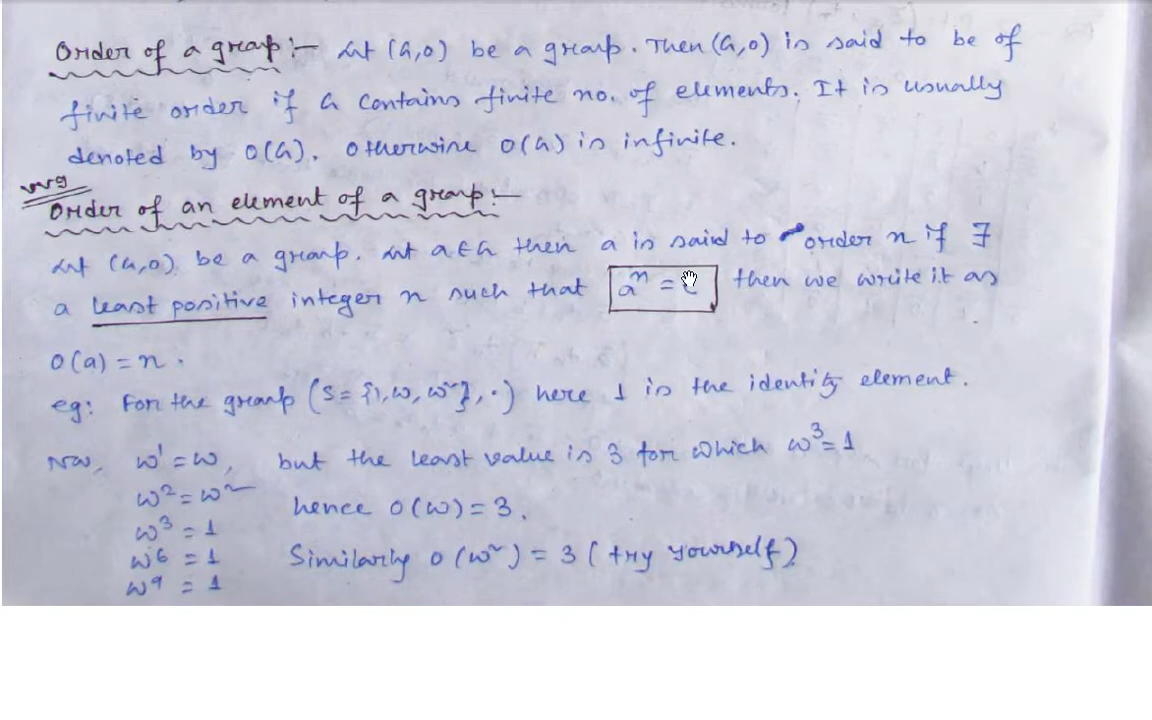 Order of a group :- Let (G,o) be a group. Then (G,o) is said to be of
finite order if G contains finite no. of elements. It is usually
denoted by O(G). Otherwise O(G) is infinite.
Order of an element of a group :-
Let (G,o) be a group. Let a∈G then a is said to order n if ∃
a least positive integer n such that aⁿ = e then we write it as
O(a) = n.
eg: For the group (S = {1, ω, ω²}, ·) here 1 is the identity element.
Now, ω¹ = ω, but the least value is 3 for which ω³ = 1
ω² = ω²
hence O(ω) = 3.
ω³ = 1
ω⁶ = 1 Similarly O(ω²) = 3 (try yourself)
ω⁹ = 1